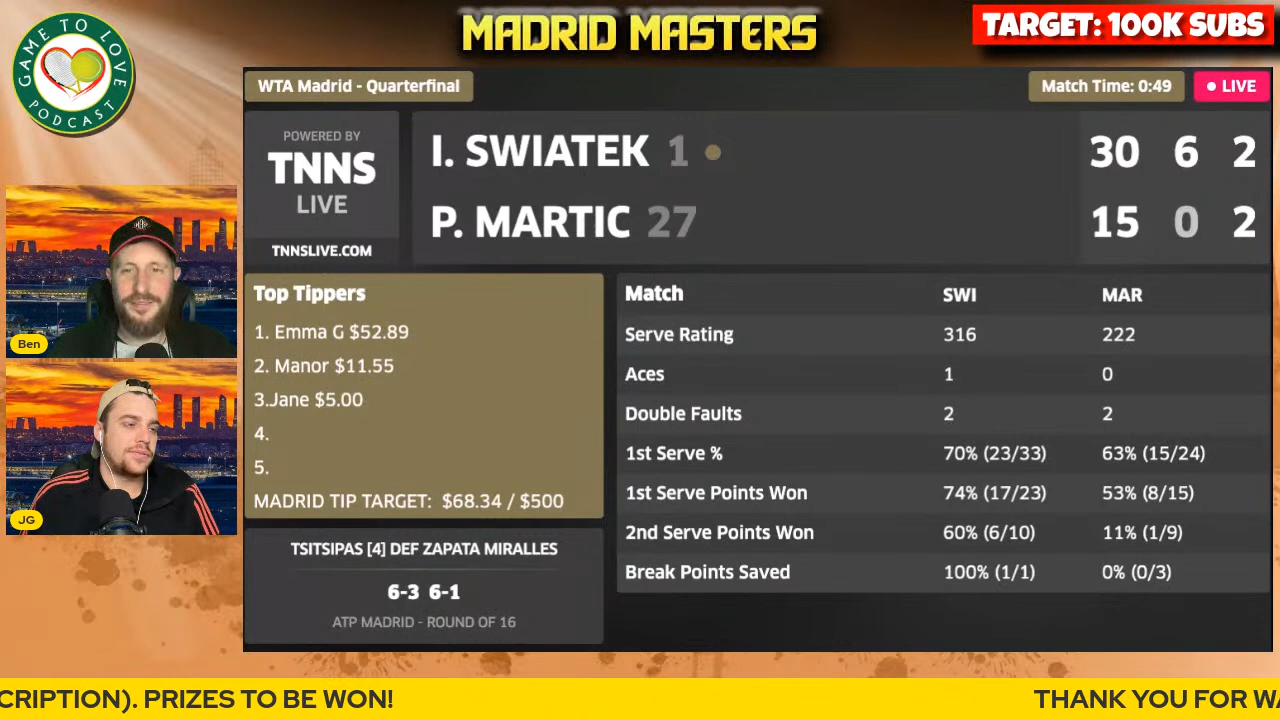 GAME TO LOVE
PODCAST
MADRID MASTERS
TARGET: 100K SUBS
WTA Madrid - Quarterfinal
Match Time: 0:49
LIVE
POWERED BY
TNNS
LIVE
TNNSLIVE.COM
I. SWIATEK 1 30 6 2
P. MARTIC 27 15 0 2
Ben
JG
Top Tippers
1. Emma G $52.89
2. Manor $11.55
3.Jane $5.00
4.
5.
MADRID TIP TARGET: $68.34 / $500
TSITSIPAS [4] DEF ZAPATA MIRALLES
6-3 6-1
ATP MADRID - ROUND OF 16
Match SWI MAR
Serve Rating 316 222
Aces 1 0
Double Faults 2 2
1st Serve % 70% (23/33) 63% (15/24)
1st Serve Points Won 74% (17/23) 53% (8/15)
2nd Serve Points Won 60% (6/10) 11% (1/9)
Break Points Saved 100% (1/1) 0% (0/3)
CRIPTION). PRIZES TO BE WON! THANK YOU FOR WA